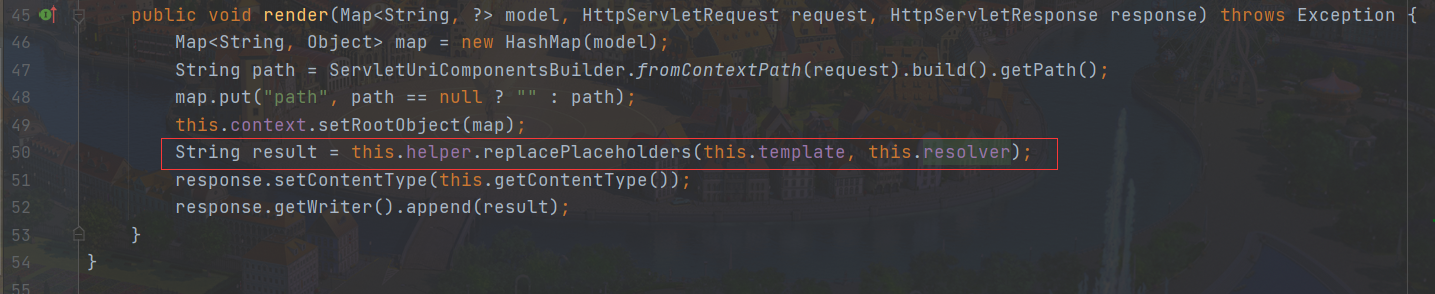 45 public void render(Map<String, ?> model, HttpServletRequest request, HttpServletResponse response) throws Exception {
46 Map<String, Object> map = new HashMap(model);
47 String path = ServletUriComponentsBuilder.fromContextPath(request).build().getPath();
48 map.put("path", path == null ? "" : path);
49 this.context.setRootObject(map);
50 String result = this.helper.replacePlaceholders(this.template, this.resolver);
51 response.setContentType(this.getContentType());
52 response.getWriter().append(result);
53 }
54 }
55